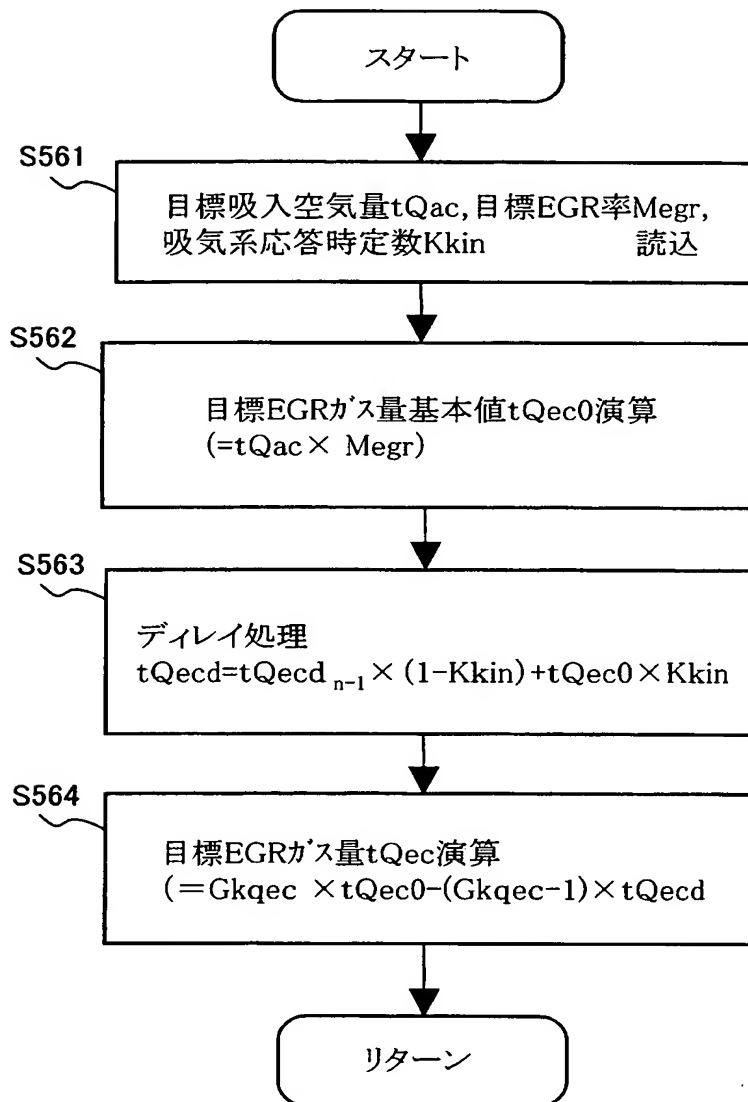 スタート
S561
目標吸入空気量tQac,目標EGR率Megr,
吸気系応答時定数Kkin 読込
S562
目標EGRガス量基本値tQec0演算
(=tQac× Megr)
S563
ディレイ処理
tQecd=tQecd n-1 ×(1-Kkin)+tQec0×Kkin
S564
目標EGRガス量tQec演算
(=Gkqec ×tQec0-(Gkqec-1)×tQecd
リターン